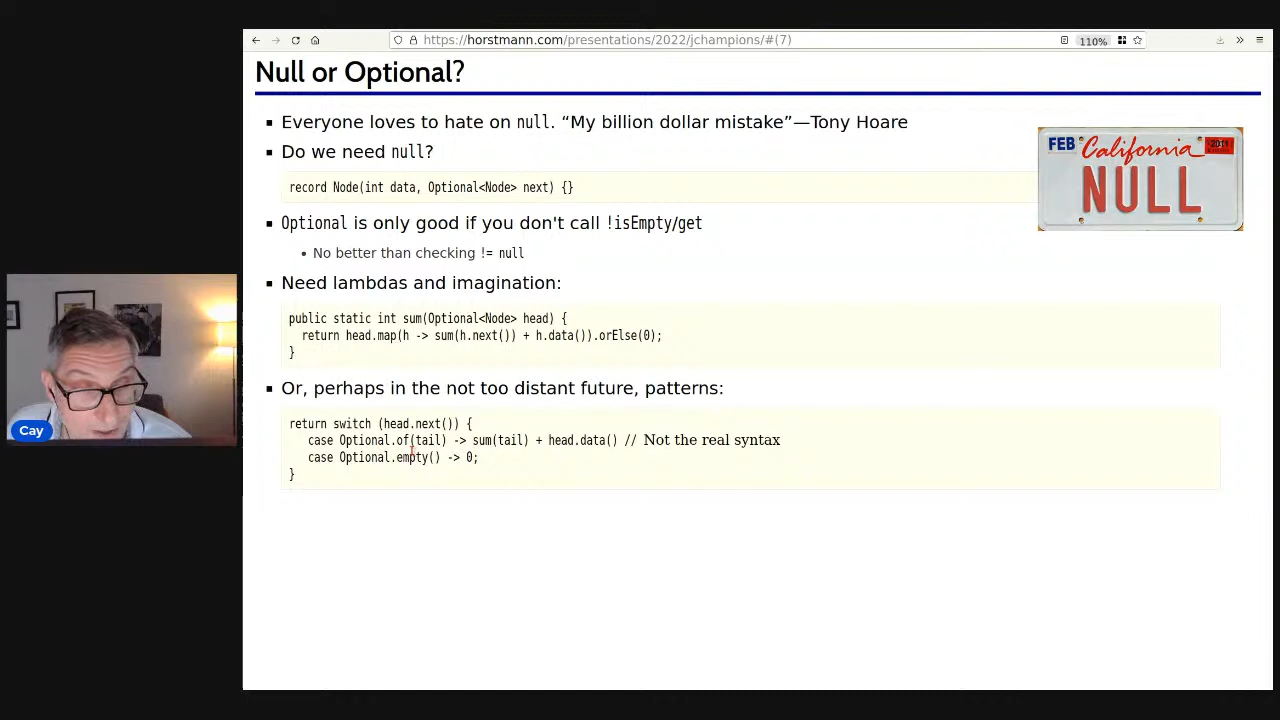 https://horstmann.com/presentations/2022/jchampions/#(7)
110%
Null or Optional?
Everyone loves to hate on null. “My billion dollar mistake”—Tony Hoare
Do we need null?
record Node(int data, Optional<Node> next) {}
FEB California 2011
NULL
Optional is only good if you don't call !isEmpty/get
No better than checking != null
Need lambdas and imagination:
public static int sum(Optional<Node> head) {
return head.map(h -> sum(h.next()) + h.data()).orElse(0);
}
Or, perhaps in the not too distant future, patterns:
return switch (head.next()) {
case Optional.of(tail) -> sum(tail) + head.data() // Not the real syntax
case Optional.empty() -> 0;
}
Cay